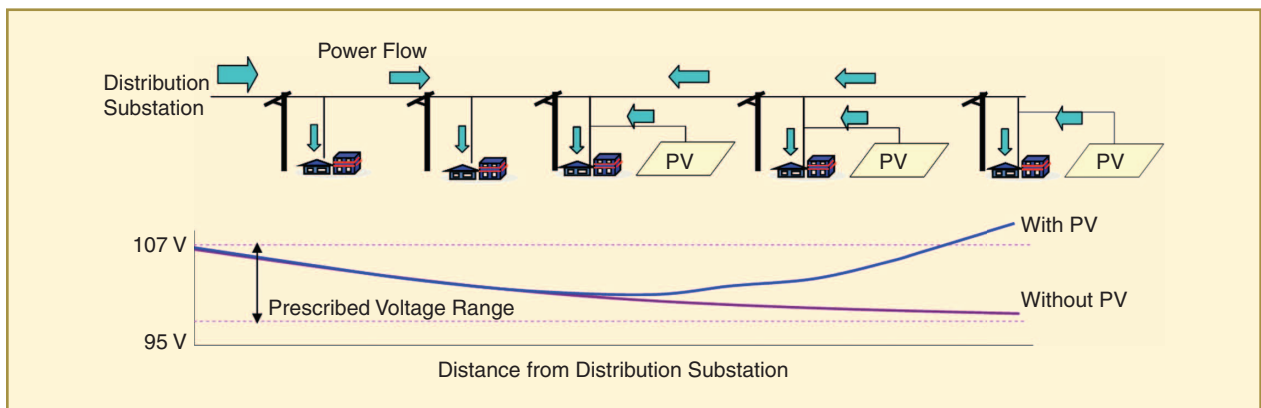 Power Flow
Distribution
Substation
PV
PV
PV
107 V
With PV
Prescribed Voltage Range
Without PV
95 V
Distance from Distribution Substation